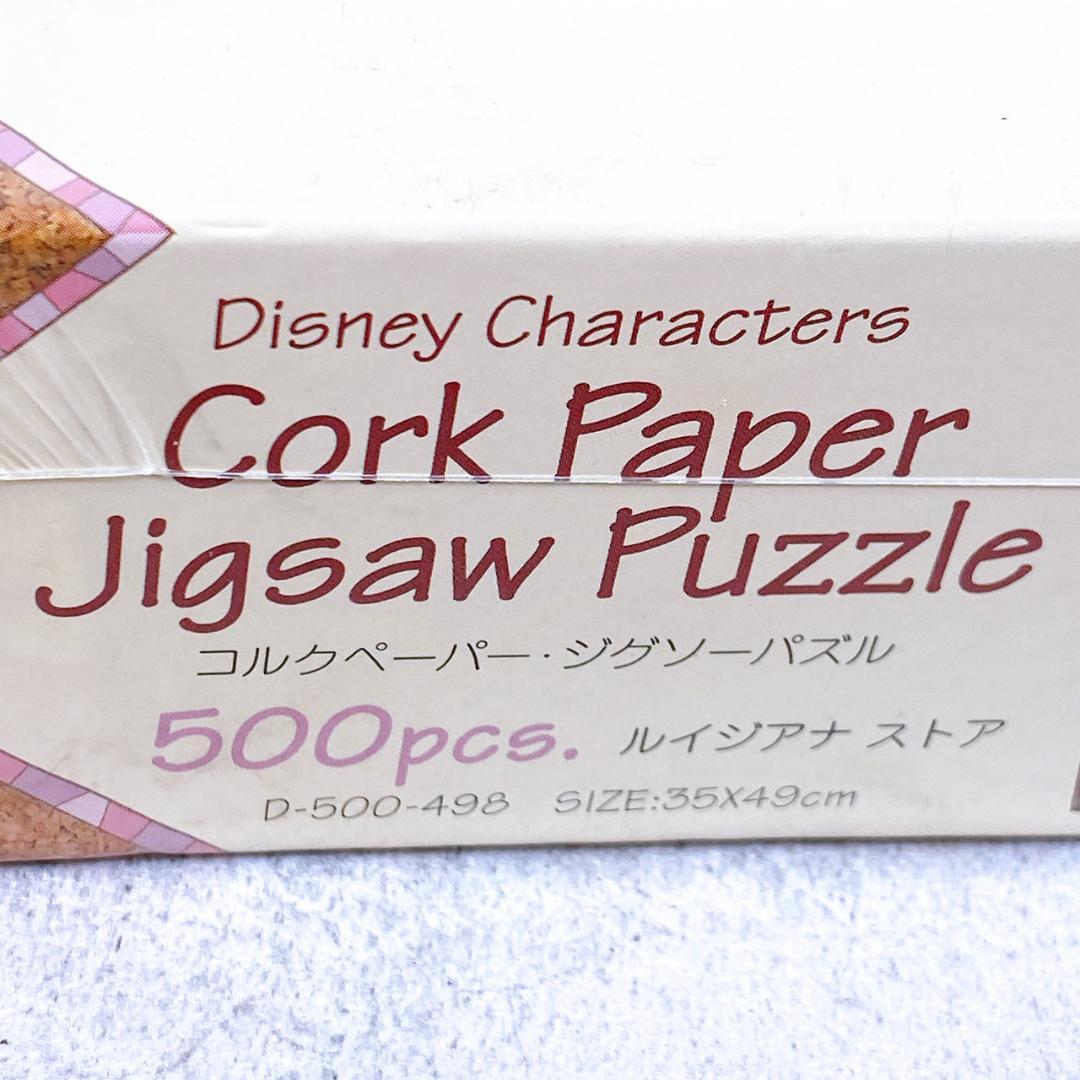 Disney Characters
Cork Paper
Jigsaw Puzzle
コルクペーパー・ジグソーパズル
500pcs. ルイジアナ ストア
D-500-498 SIZE:35X49cm